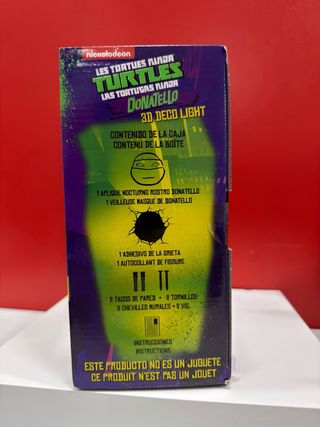 nickelodeon
LES TORTUES NINJA
TURTLES
LAS TORTUGAS NINJA
DONATELLO
3D DECO LIGHT
CONTENIDO DE LA CAJA
CONTENU DE LA BOÎTE
1 APLIQUE NOCTURNO ROSTRO DONATELLO
1 VEILLEUSE MASQUE DE DONATELLO
1 ADHESIVO DE LA GRIETA
1 AUTOCOLLANT DE FISSURE
2 TACOS DE PARED • 2 TORNILLOS
2 CHEVILLES MURALES • 2 VIS
INSTRUCCIONES
INSTRUCTIONS
ESTE PRODUCTO NO ES UN JUGUETE
CE PRODUIT N'EST PAS UN JOUET